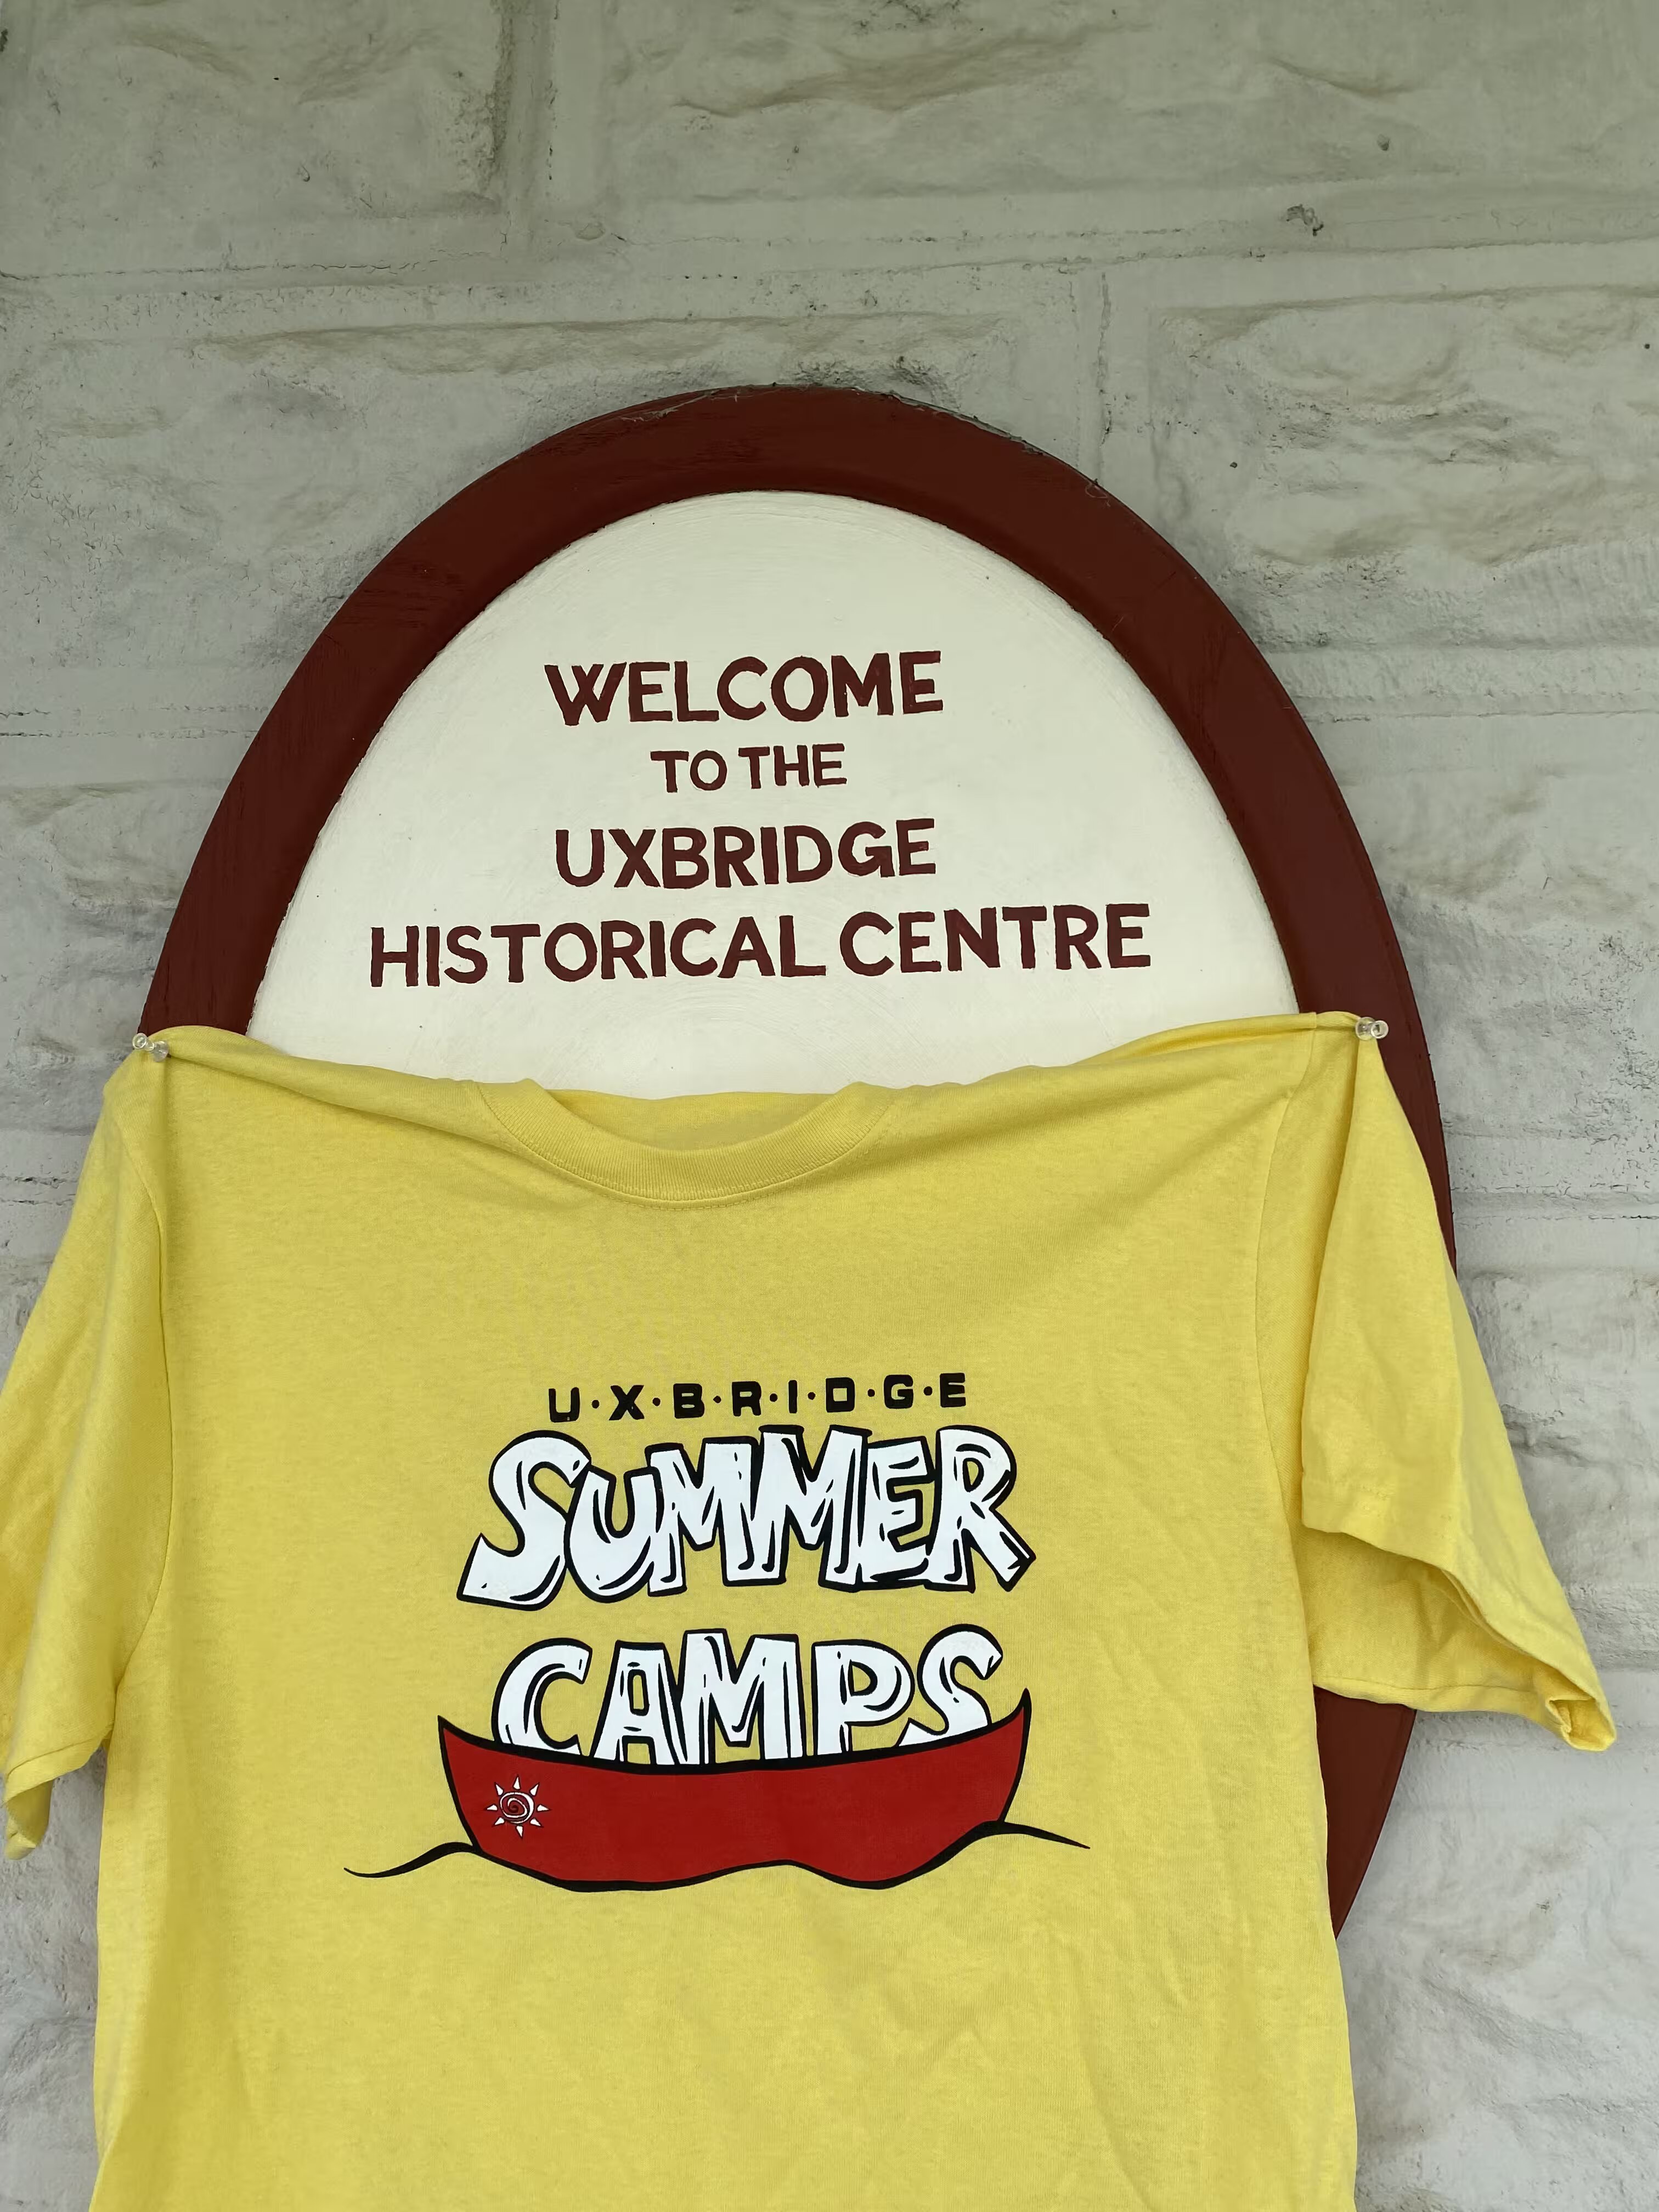 WELCOME
TO THE
UXBRIDGE
HISTORICAL CENTRE
U·X·B·R·I·D·G·E
SUMMER
CAMPS